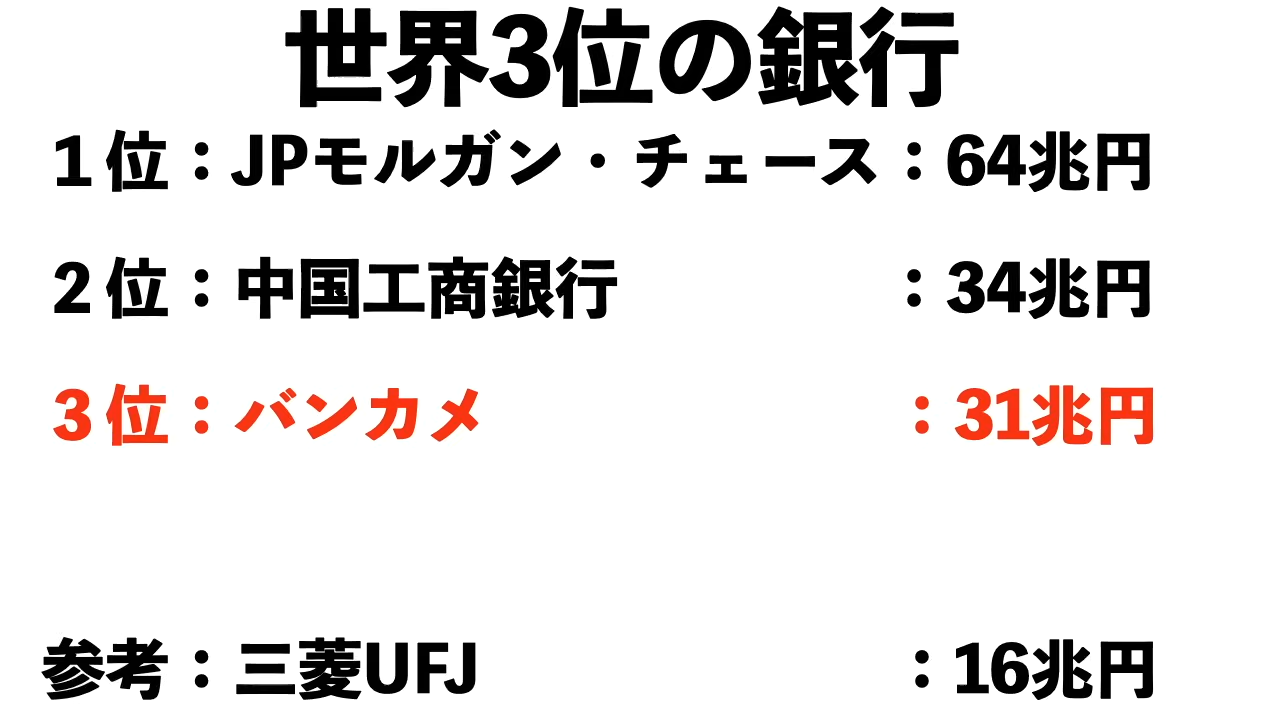 世界3位の銀行
１位：JPモルガン・チェース：64兆円
２位：中国工商銀行：34兆円
３位：バンカメ：31兆円
参考：三菱UFJ：16兆円